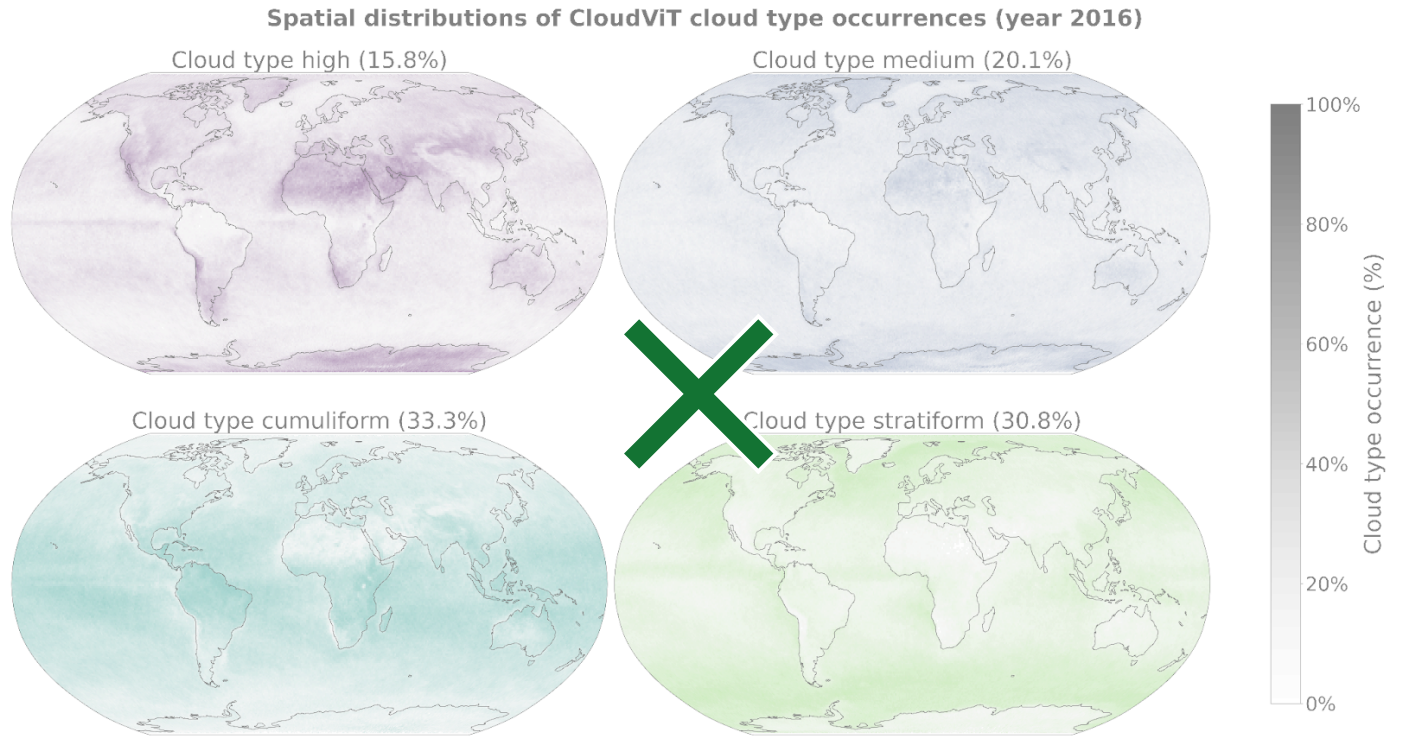 Spatial distributions of CloudViT cloud type occurrences (year 2016)
Cloud type high (15.8%)
Cloud type medium (20.1%)
Cloud type cumuliform (33.3%)
Cloud type stratiform (30.8%)
100%
80%
60%
40%
20%
0%
Cloud type occurrence (%)